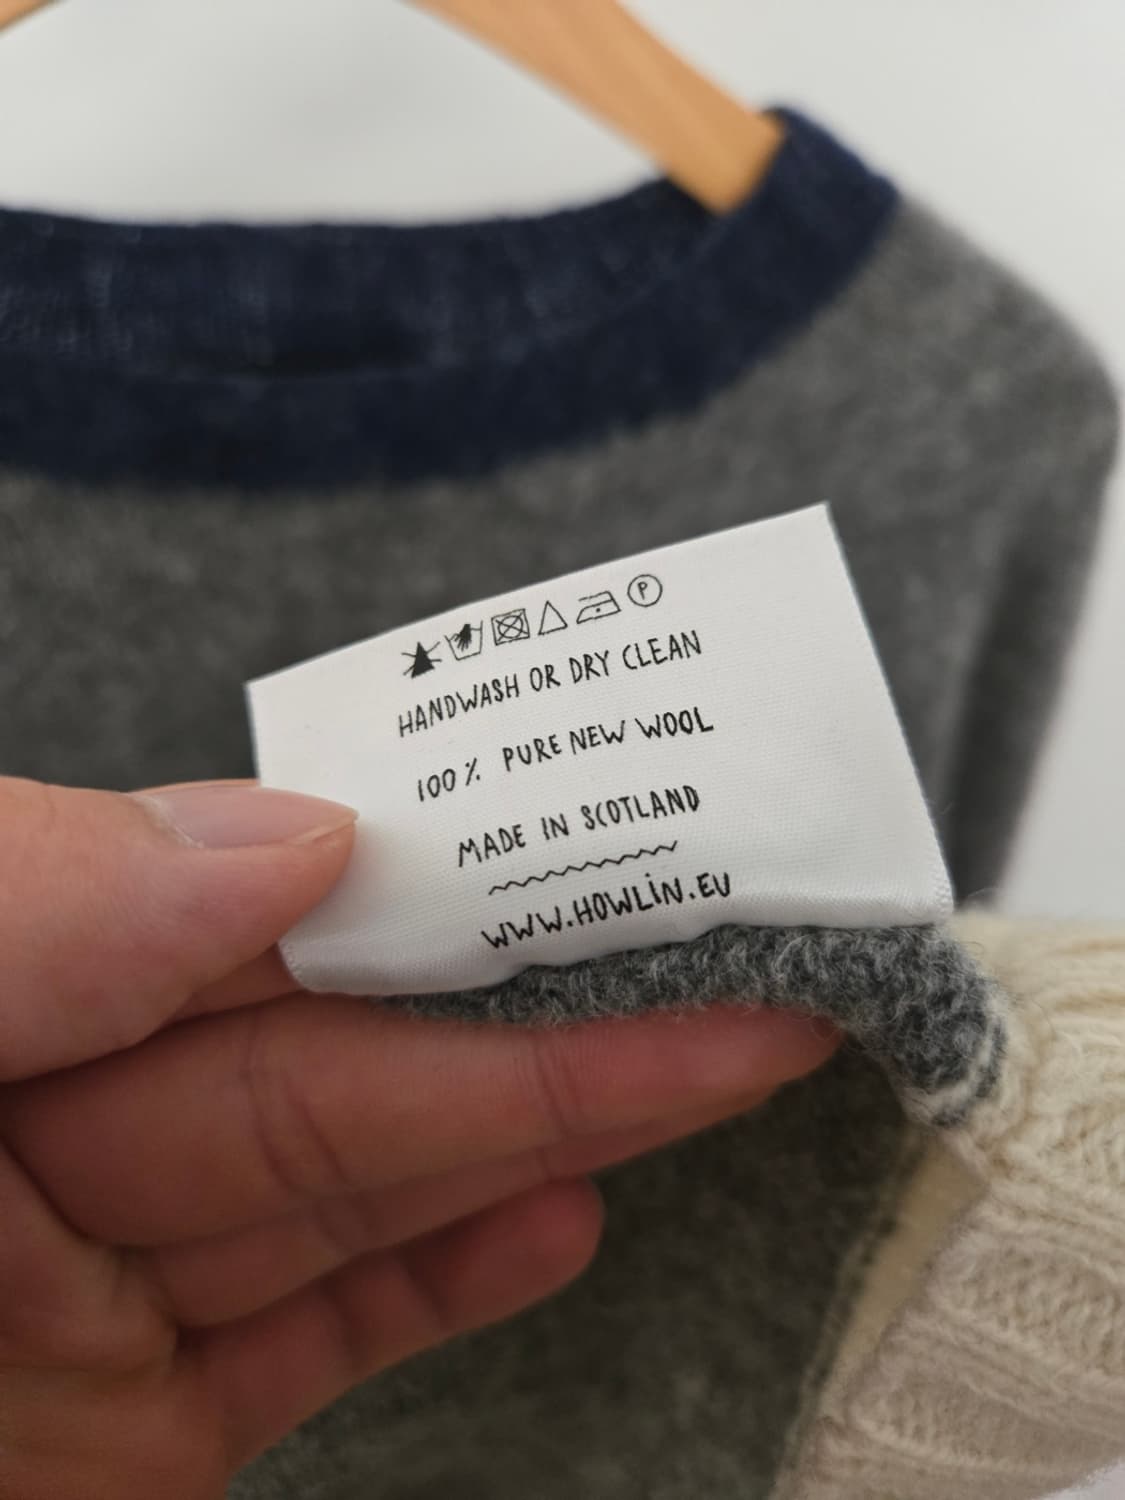 P
HANDWASH OR DRY CLEAN
100% PURE NEW WOOL
MADE IN SCOTLAND
WWW.HOWLIN.EU